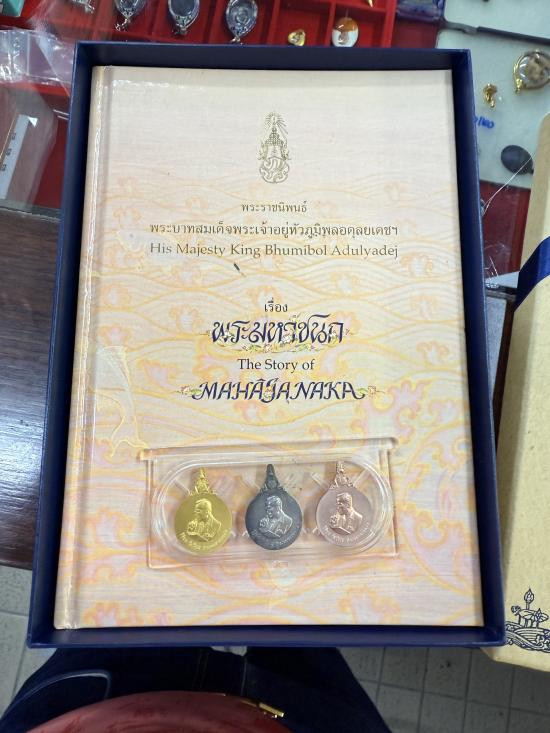 พระราชนิพนธ์
พระบาทสมเด็จพระเจ้าอยู่หัวภูมิพลอดุลยเดชฯ
His Majesty King Bhumibol Adulyadej
เรื่อง
พระมหาชนก
The Story of
MAHĀJANAKA